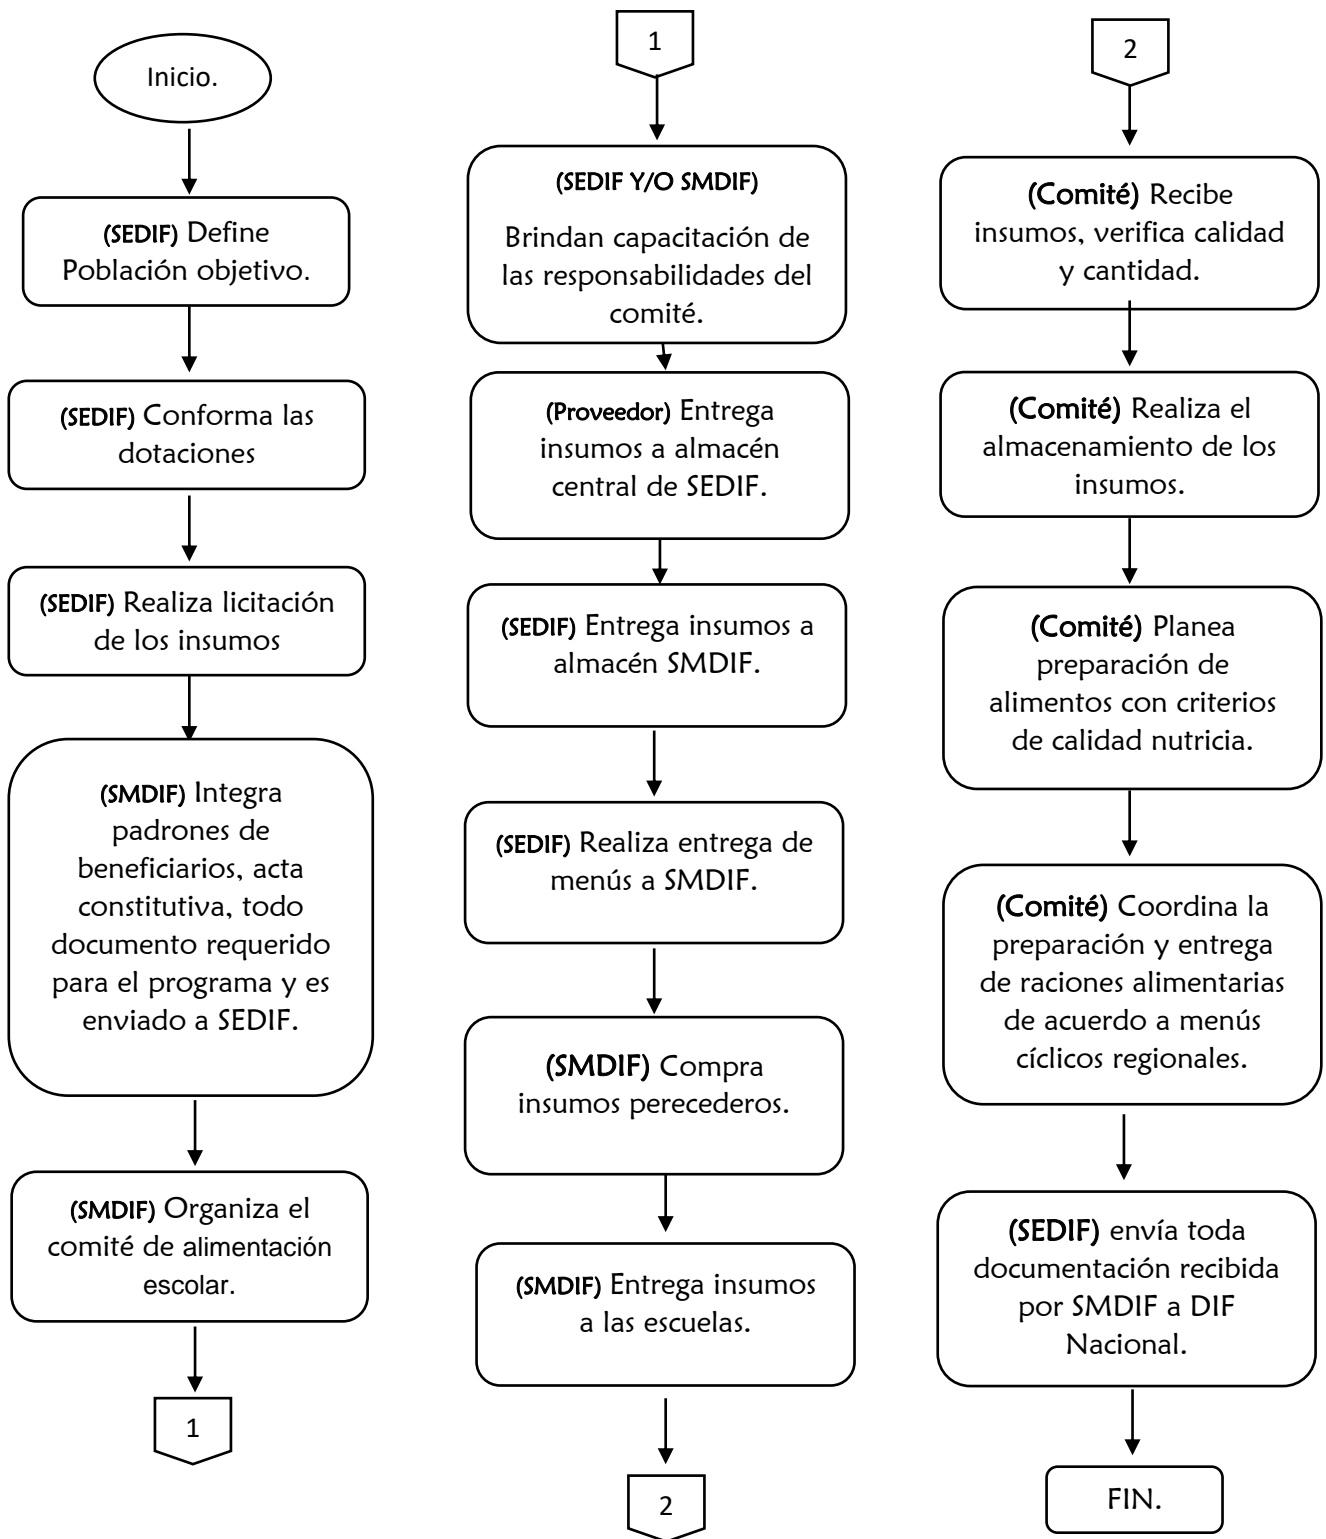 Inicio.
(SEDIF) Define
Población objetivo.
(SEDIF) Conforma las
dotaciones
(SEDIF) Realiza licitación
de los insumos
(SMDIF) Integra
padrones de
beneficiarios, acta
constitutiva, todo
documento requerido
para el programa y es
enviado a SEDIF.
(SMDIF) Organiza el
comité de alimentación
escolar.
1
1
(SEDIF Y/O SMDIF)
Brindan capacitación de
las responsabilidades del
comité.
(Proveedor) Entrega
insumos a almacén
central de SEDIF.
(SEDIF) Entrega insumos a
almacén SMDIF.
(SEDIF) Realiza entrega de
menús a SMDIF.
(SMDIF) Compra
insumos perecederos.
(SMDIF) Entrega insumos
a las escuelas.
2
2
(Comité) Recibe
insumos, verifica calidad
y cantidad.
(Comité) Realiza el
almacenamiento de los
insumos.
(Comité) Planea
preparación de
alimentos con criterios
de calidad nutricia.
(Comité) Coordina la
preparación y entrega
de raciones alimentarias
de acuerdo a menús
cíclicos regionales.
(SEDIF) envía toda
documentación recibida
por SMDIF a DIF
Nacional.
FIN.